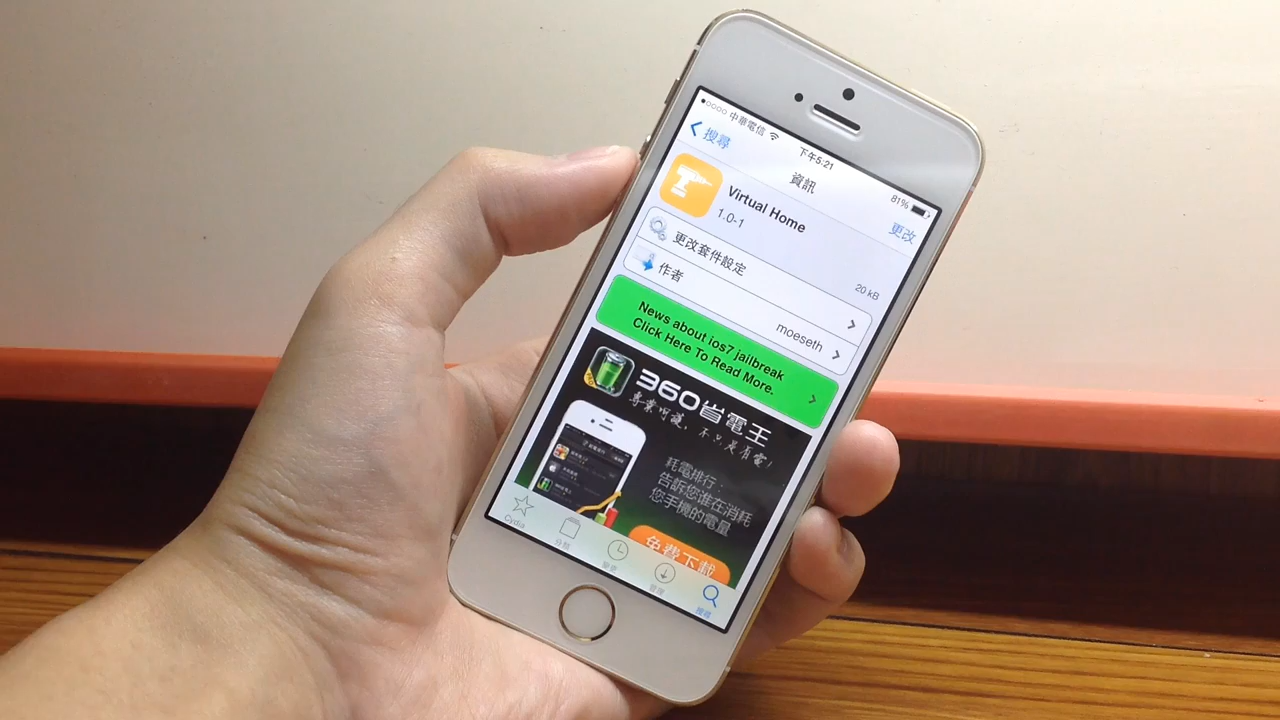 中華電信
下午5:21
81%
搜尋
資訊
更改
Virtual Home
1.0-1
更改套件設定
20 kB
作者
moeseth
News about ios7 jailbreak
Click Here To Read More.
360省電王
專業呵護，不只是省電！
耗電排行：
告訴您誰在消耗
您手機的電量
免費下載
Cydia
分類
變更
管理
搜尋